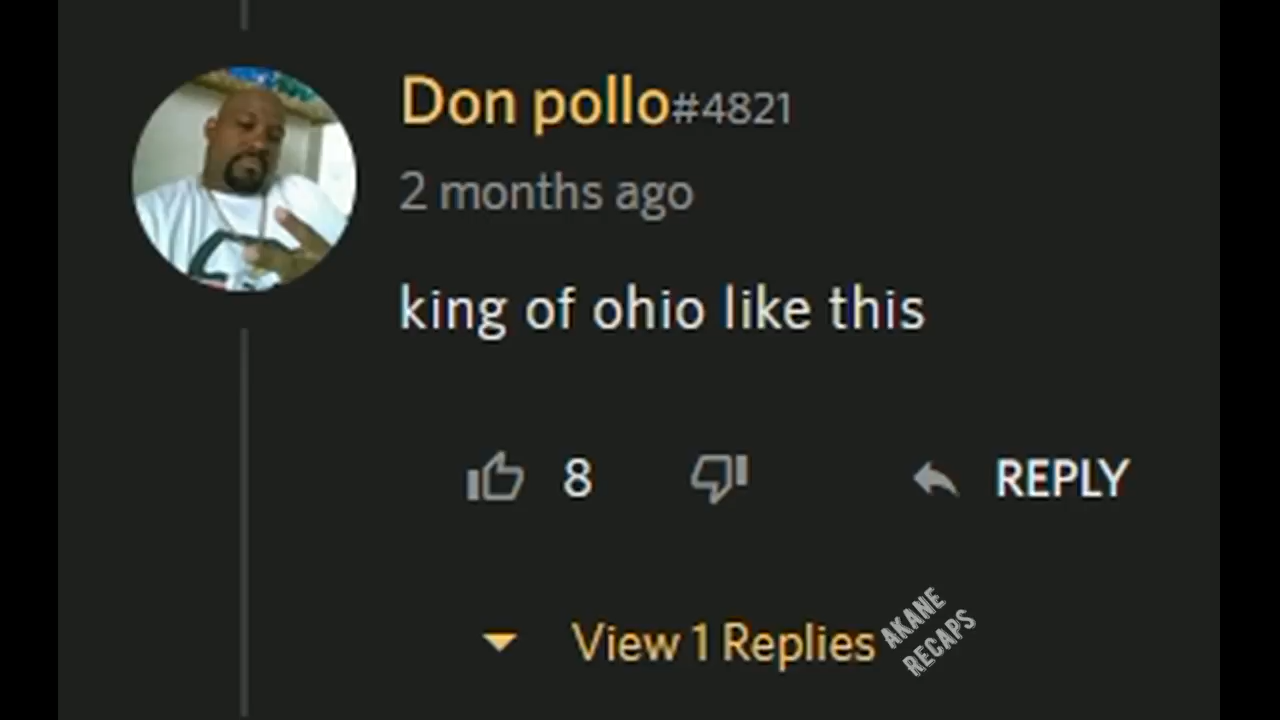 Don pollo#4821
2 months ago
king of ohio like this
8
REPLY
View 1 Replies
AKANE
RECAPS